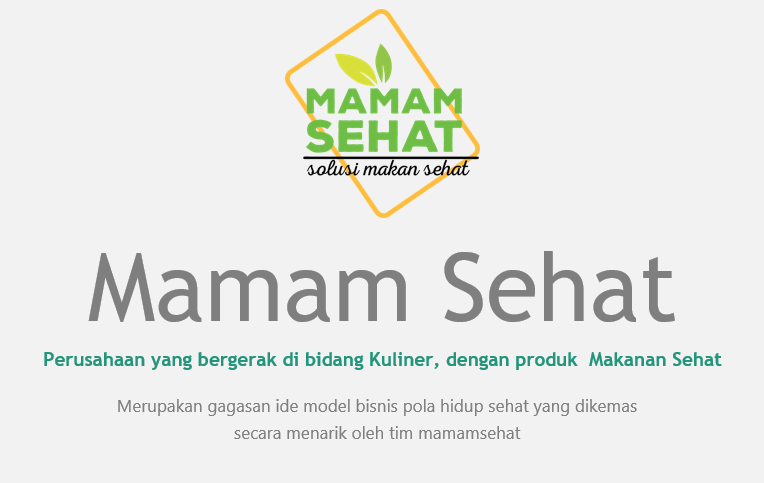 MAMAM
SEHAT
solusi makan sehat
Mamam Sehat
Perusahaan yang bergerak di bidang Kuliner, dengan produk  Makanan Sehat
Merupakan gagasan ide model bisnis pola hidup sehat yang dikemas
secara menarik oleh tim mamamsehat